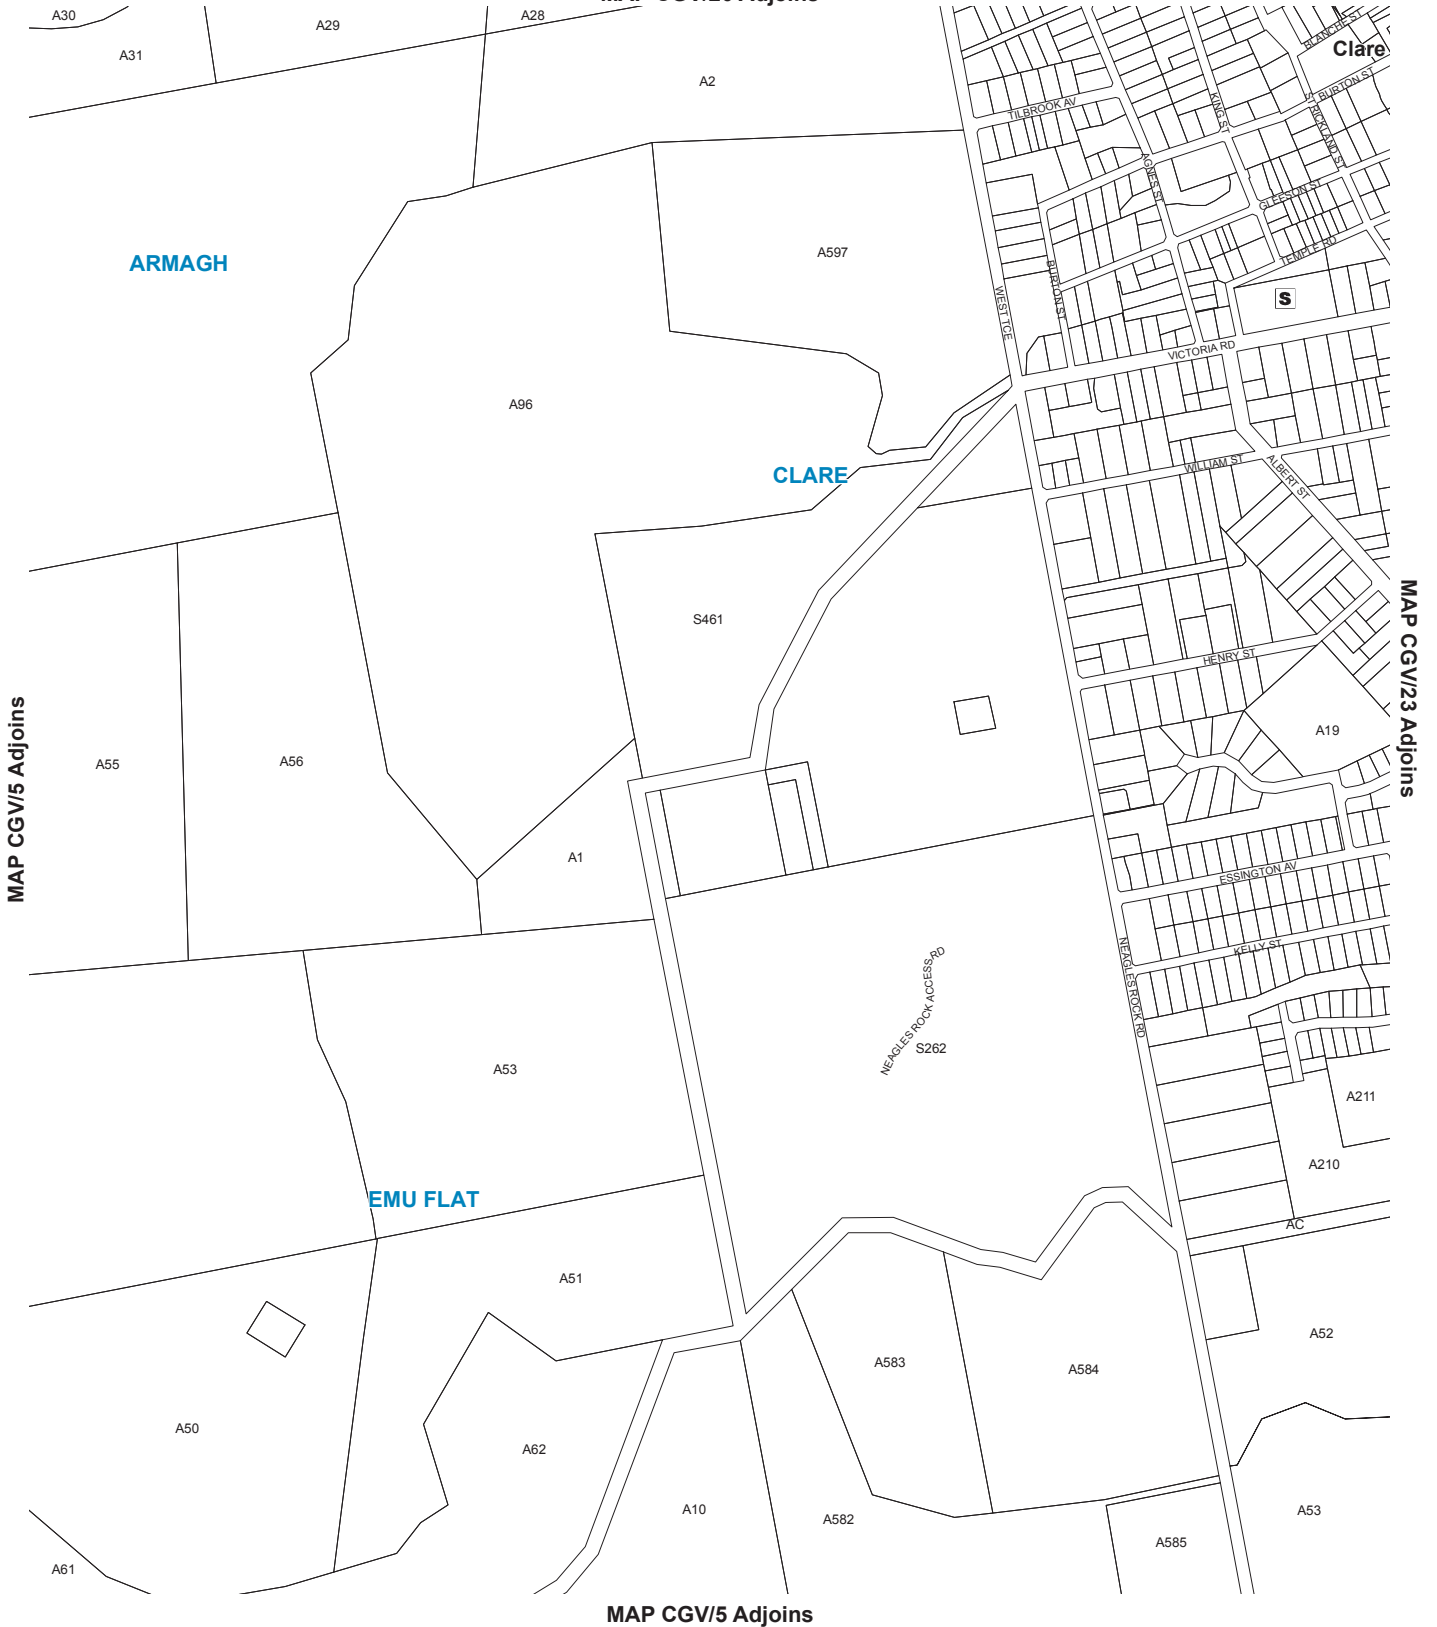 A30
A28
A29
BLANCHE ST
A31
Clare
A2
BURTON ST
TILBROOK AV
KING ST
STRICKLAND ST
AGNES ST
GLEESON ST
A597
TEMPLE RD
ARMAGH
BURTON ST
WEST TCE
S
VICTORIA RD
A96
CLARE
WILLIAM ST
ALBERT ST
S461
MAP CGV/23 Adjoins
HENRY ST
A19
MAP CGV/5 Adjoins
A55
A56
A1
ESSINGTON AV
KELLY ST
NEAGLES ROCK RD
NEAGLES ROCK ACCESS RD
S262
A53
A211
A210
EMU FLAT
AC
A51
A52
A583
A584
A50
A62
A10
A582
A53
A585
A61
MAP CGV/5 Adjoins